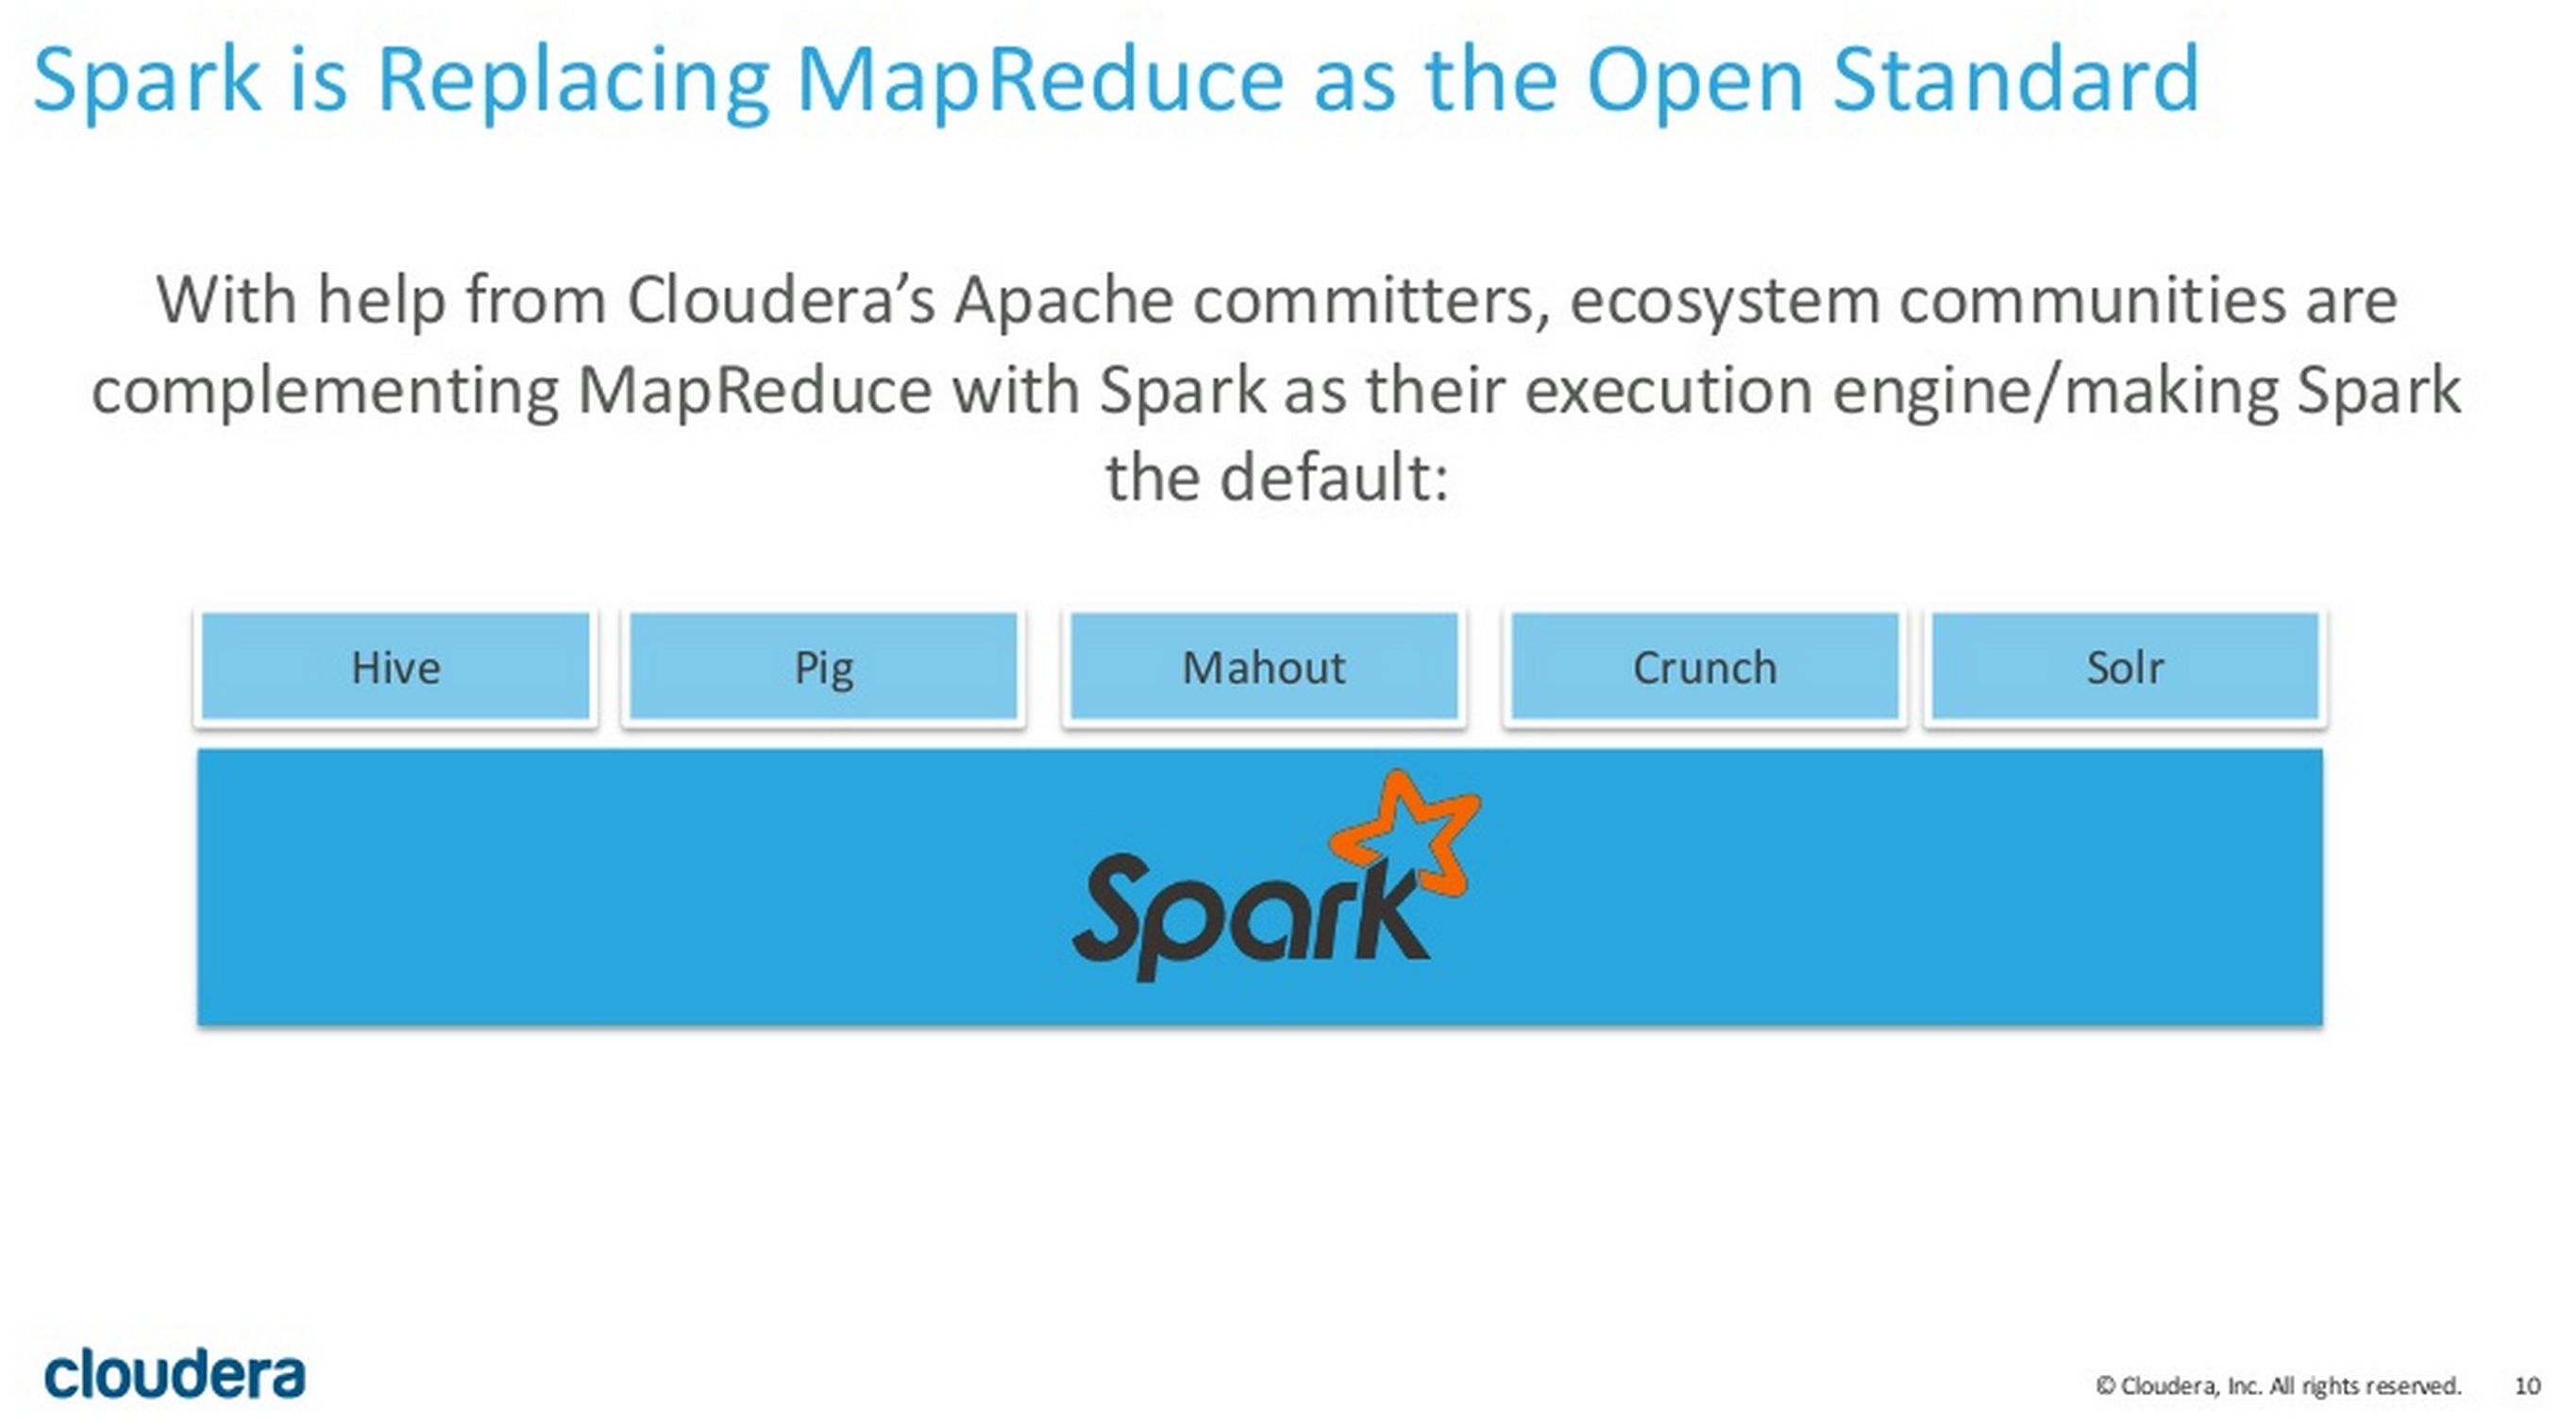 Spark is Replacing MapReduce as the Open Standard
With help from Cloudera’s Apache committers, ecosystem communities are
complementing MapReduce with Spark as their execution engine/making Spark
the default:
Hive
Pig
Mahout
Crunch
Solr
Spark
cloudera
© Cloudera, Inc. All rights reserved.
10